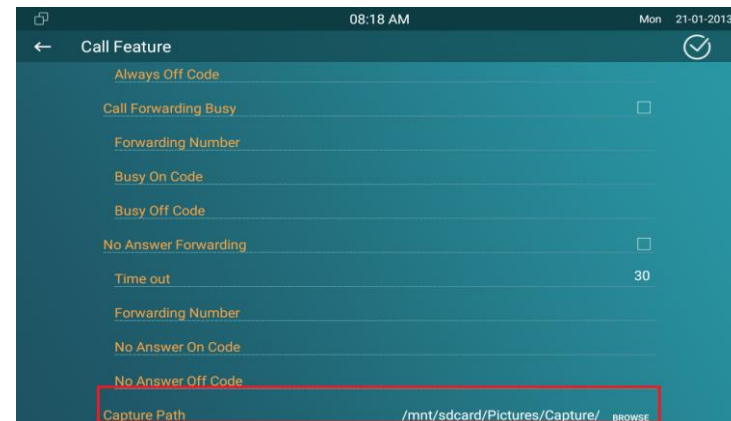 08:18 AM Mon 21-01-2013
Call Feature
Always Off Code
Call Forwarding Busy
Forwarding Number
Busy On Code
Busy Off Code
No Answer Forwarding
Time out 30
Forwarding Number
No Answer On Code
No Answer Off Code
Capture Path /mnt/sdcard/Pictures/Capture/ BROWSE